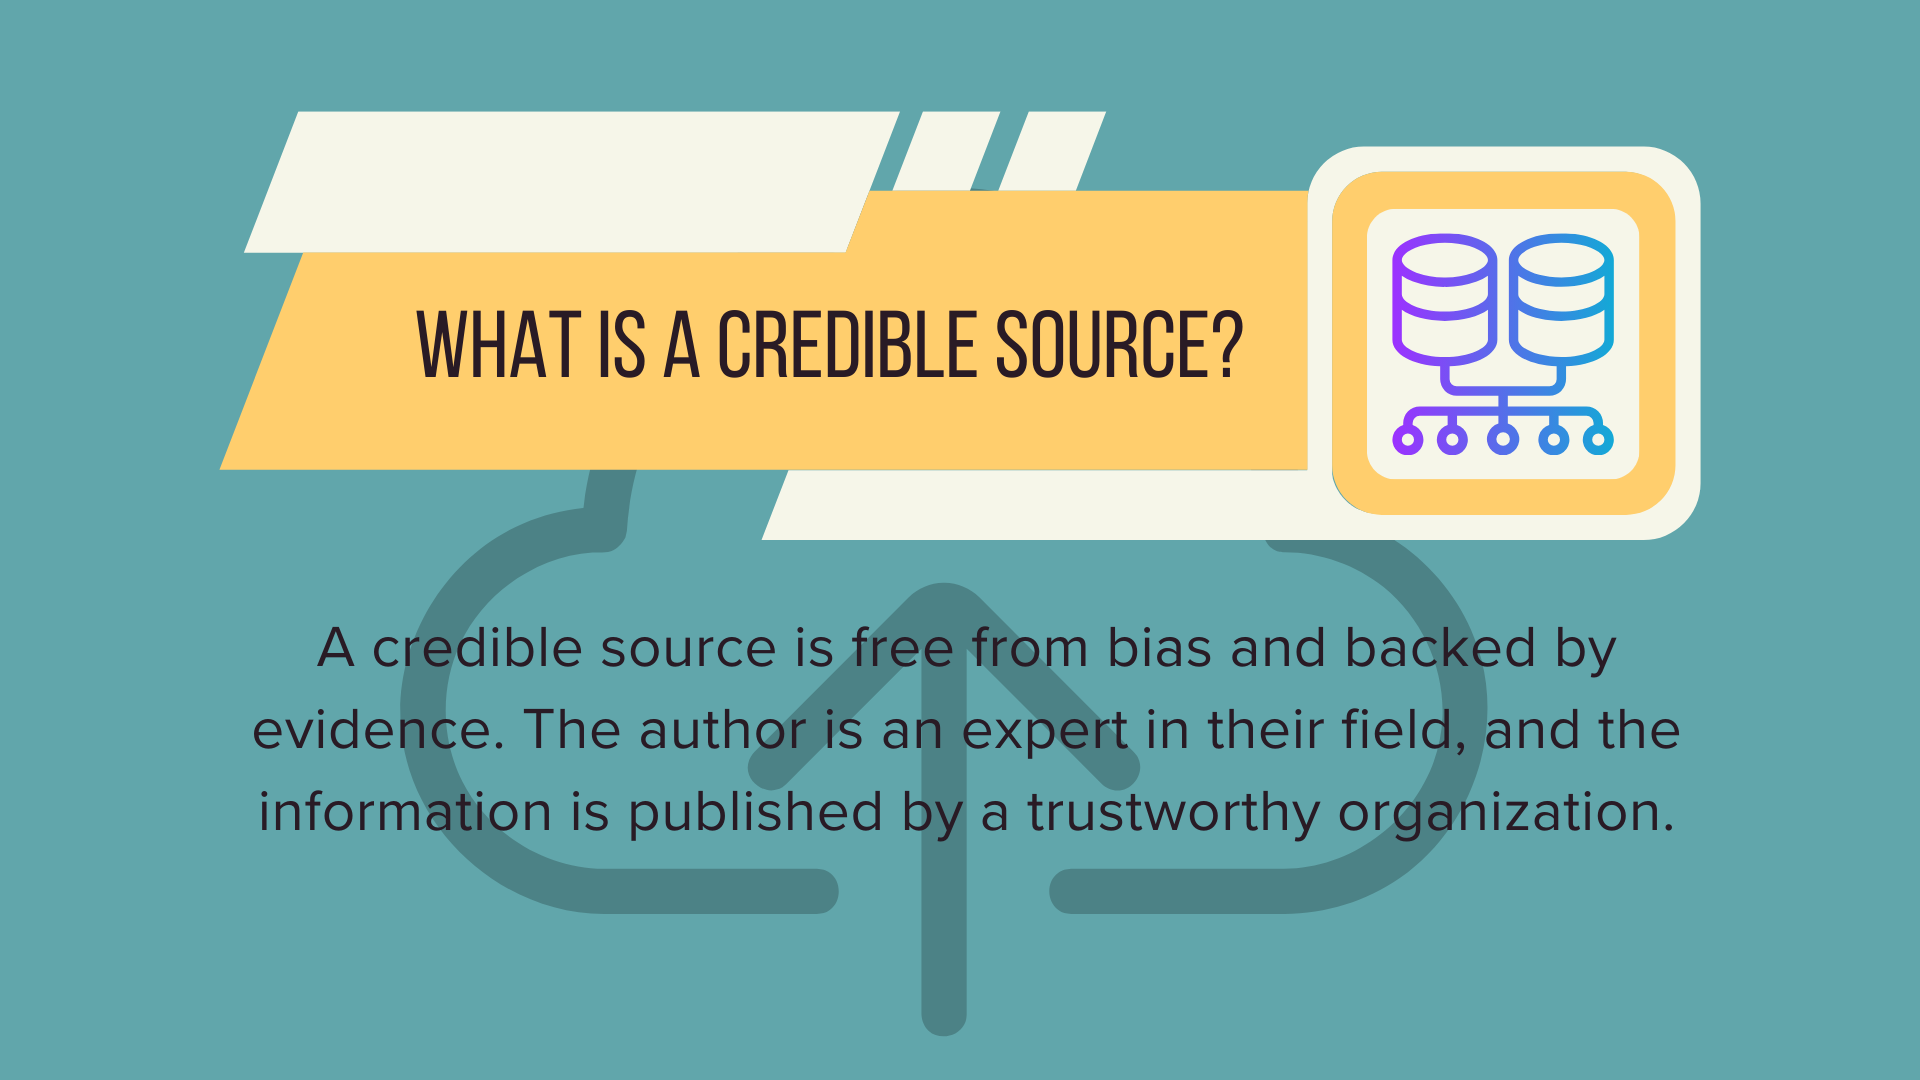 WHAT IS A CREDIBLE SOURCE?
A credible source is free from bias and backed by
evidence. The author is an expert in their field, and the
information is published by a trustworthy organization.